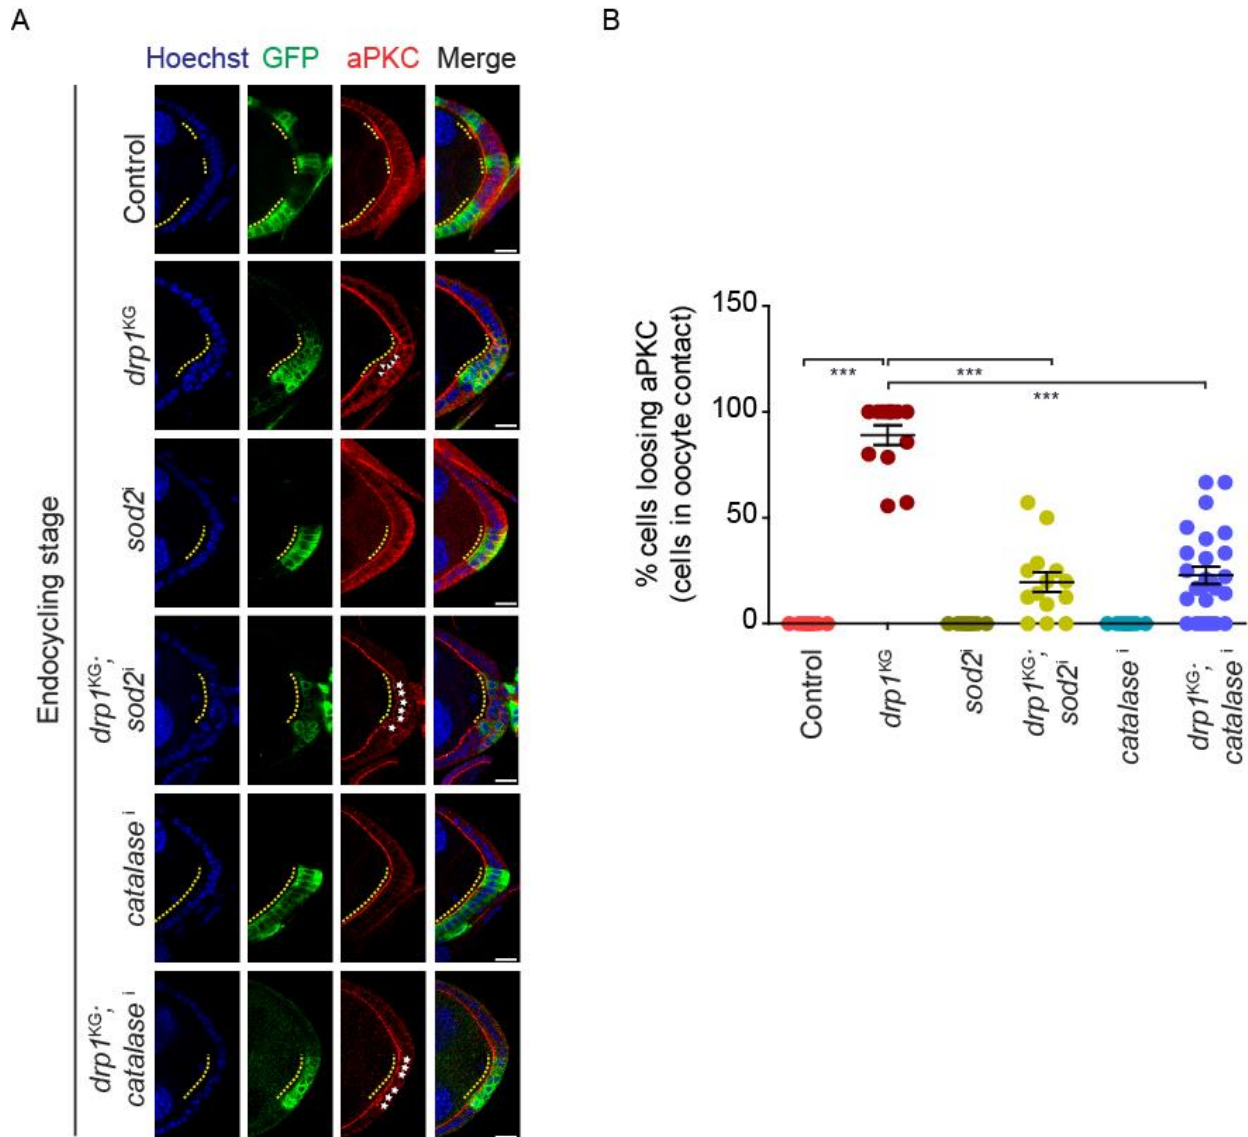 A
B
Hoechst GFP aPKC Merge
Endocycling stage
Control
drp1KG
sod2i
drp1KG;
sod2i
catalase i
drp1KG;
catalase i
% cells loosing aPKC
(cells in oocyte contact)
150
100
50
0
*** ***
***
Control
drp1KG
sod2i
drp1KG;
sod2i
catalase i
drp1KG;
catalase i